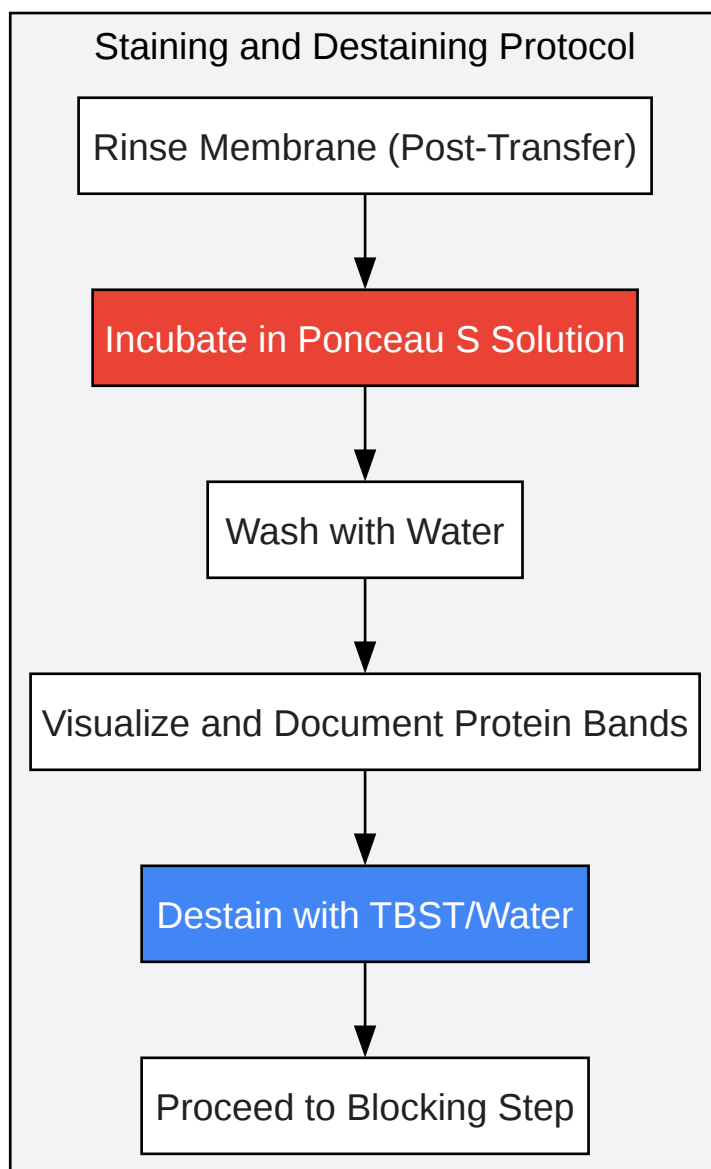 Staining and Destaining Protocol
Rinse Membrane (Post-Transfer)
Incubate in Ponceau S Solution
Wash with Water
Visualize and Document Protein Bands
Destain with TBST/Water
Proceed to Blocking Step